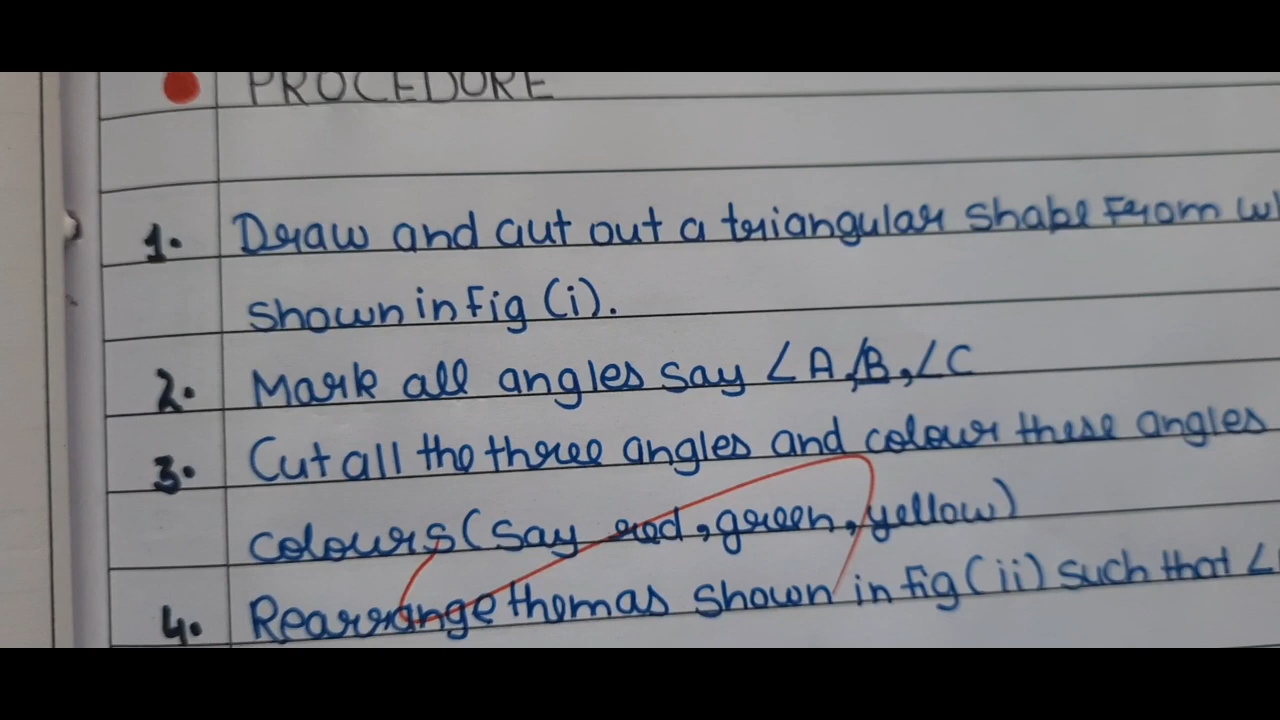 PROCEDURE
1. Draw and cut out a triangular shape From
shown in Fig (i).
2. Mark all angles say ∠A,∠B,∠C
3. Cut all the three angles and colour these angles
colours (say red, green, yellow)
4. Rearrange them as shown in fig (ii) such that ∠